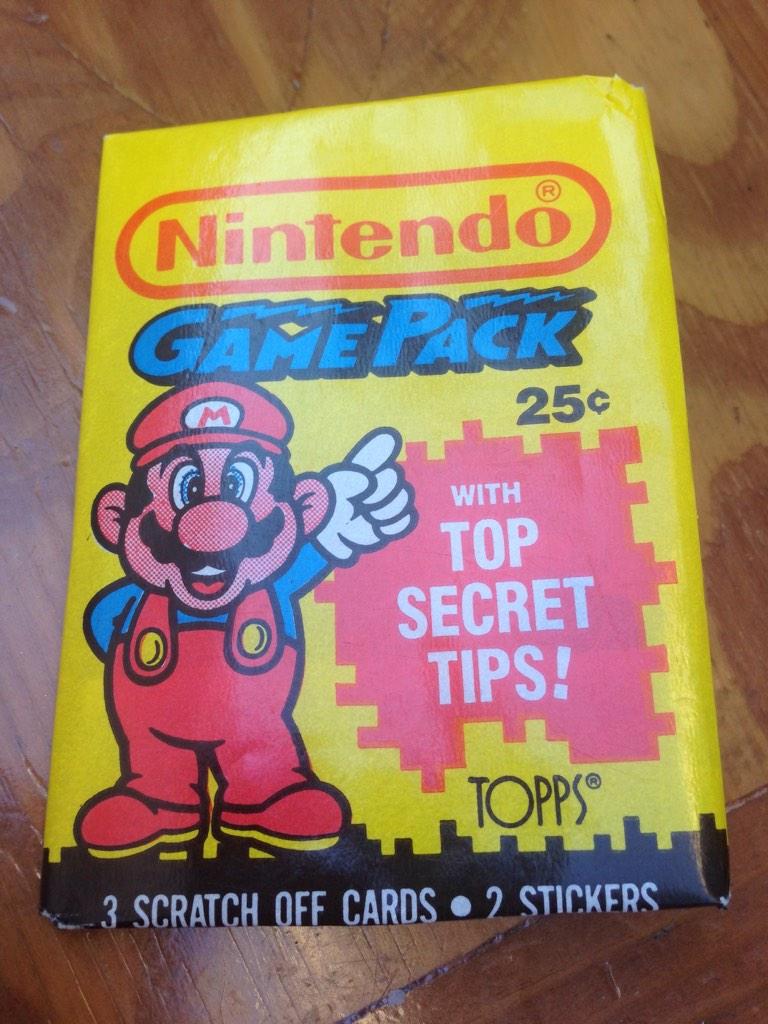 Nintendo®
GAME PACK
25¢
M
WITH
TOP
SECRET
TIPS!
TOPPS®
3 SCRATCH OFF CARDS • 2 STICKERS